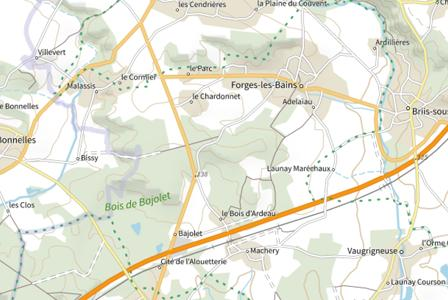 les Cendrières
la Plaine du Couvent
Ardillières
Villevert
le Cormier
le Parc
Malassis
Forges-les-Bains
le Chardonnet
Adelaïau
Bonnelles
Briis-sous
Bonnelles
Bissy
Launay Maréchaux
138
les Clos
Bois de Bajolet
le Bois d'Ardeau
Bajolet
Machery
Vaugrigneuse
l'Orme
Cité de l'Alouetterie
Launay Courson